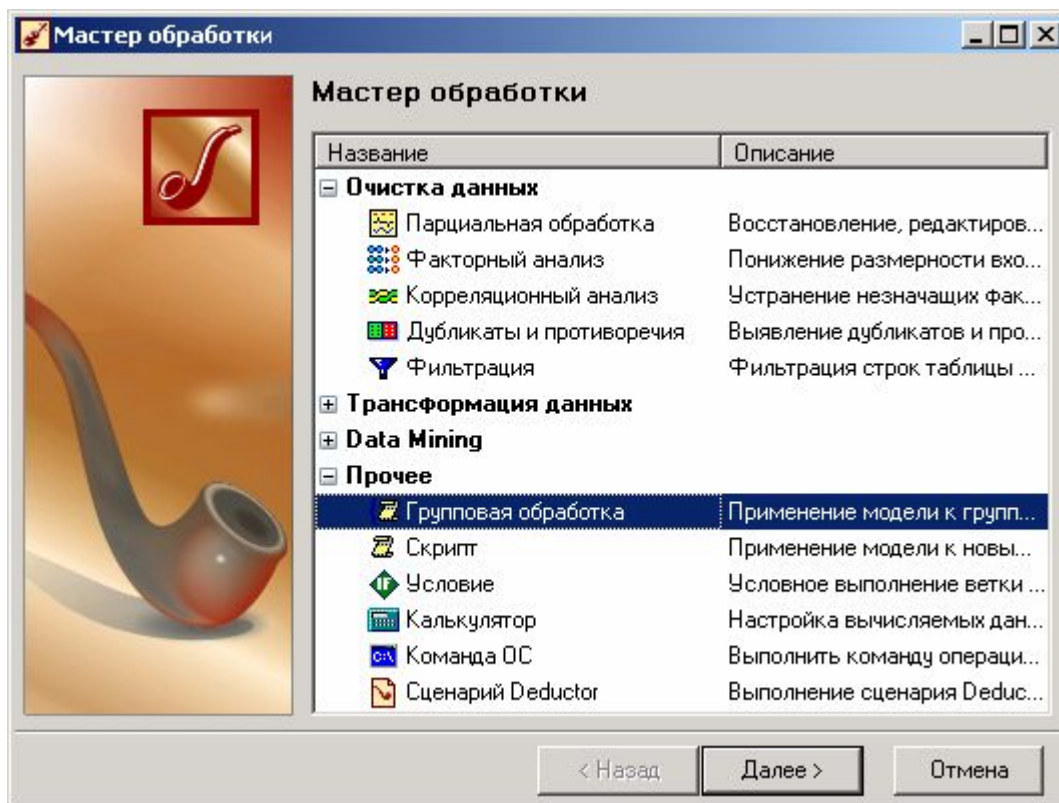 Мастер обработки
Мастер обработки
Название Описание
Очистка данных
Парциальная обработка Восстановление, редактиров...
Факторный анализ Понижение размерности вхо...
Корреляционный анализ Устранение незначащих фак...
Дубликаты и противоречия Выявление дубликатов и про...
Фильтрация Фильтрация строк таблицы ...
Трансформация данных
Data Mining
Прочее
Групповая обработка Применение модели к групп...
Скрипт Применение модели к новы...
IF Условие Условное выполнение ветки ...
Калькулятор Настройка вычисляемых дан...
C:\ Команда ОС Выполнить команду операци...
Сценарий Deductor Выполнение сценария Deduc...
< Назад Далее > Отмена